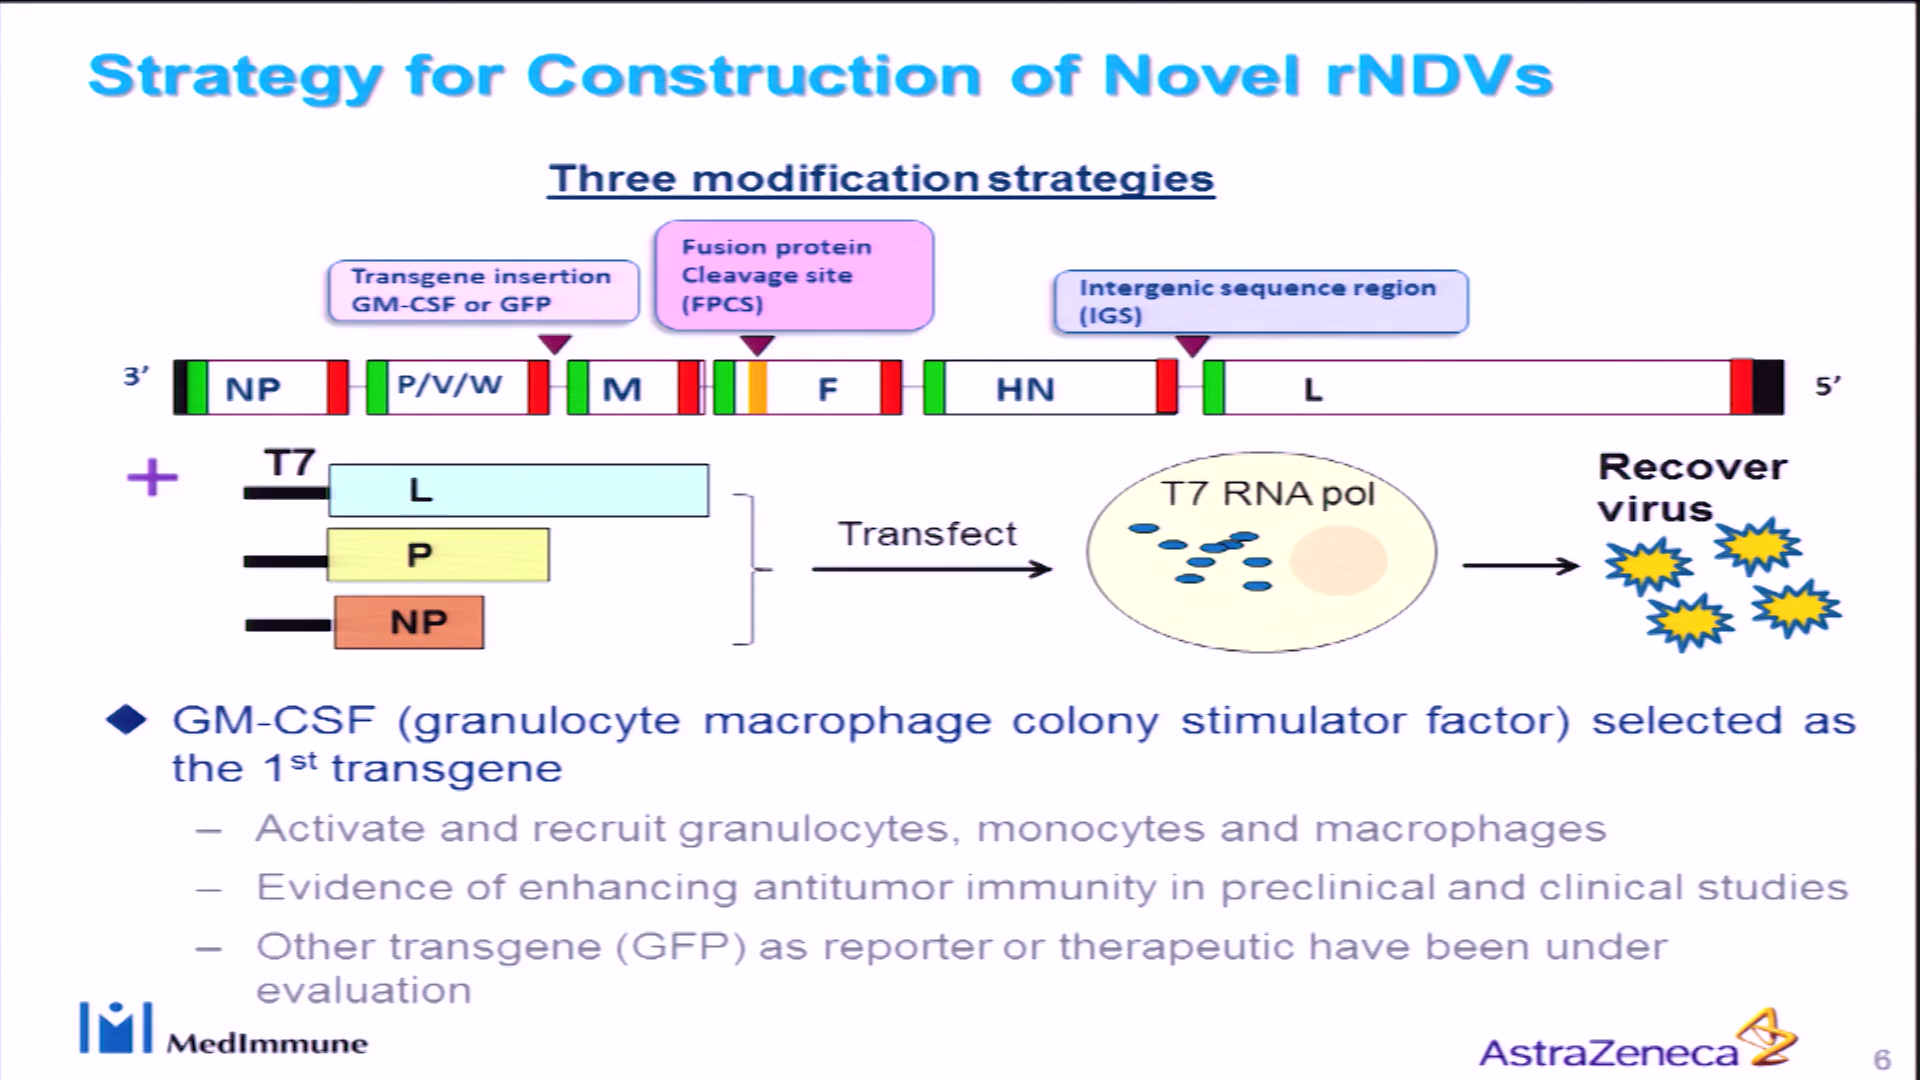 Strategy for Construction of Novel rNDVs
Three modification strategies
Transgene insertion
GM-CSF or GFP
Fusion protein
Cleavage site
(FPCS)
Intergenic sequence region
(IGS)
3’ NP P/V/W M F HN L 5’
+
T7
L
P
NP
Transfect
T7 RNA pol
Recover
virus
GM-CSF (granulocyte macrophage colony stimulator factor) selected as
the 1st transgene
– Activate and recruit granulocytes, monocytes and macrophages
– Evidence of enhancing antitumor immunity in preclinical and clinical studies
– Other transgene (GFP) as reporter or therapeutic have been under
evaluation
MedImmune
AstraZeneca
6